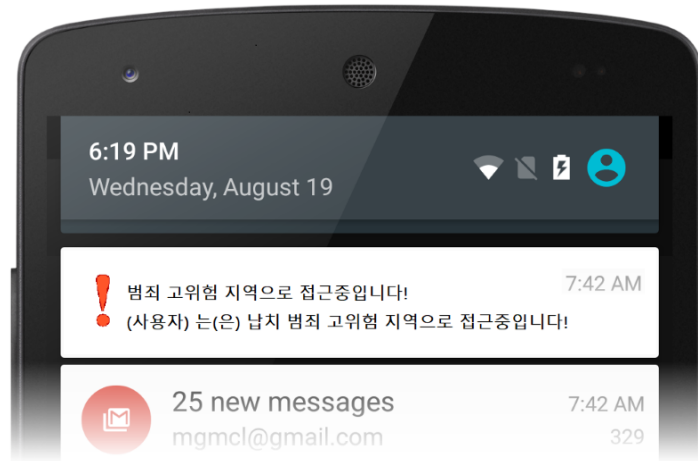 6:19 PM
Wednesday, August 19
범죄 고위험 지역으로 접근중입니다!
7:42 AM
(사용자) 는(은) 납치 범죄 고위험 지역으로 접근중입니다!
25 new messages
7:42 AM
mgmcl@gmail.com
329